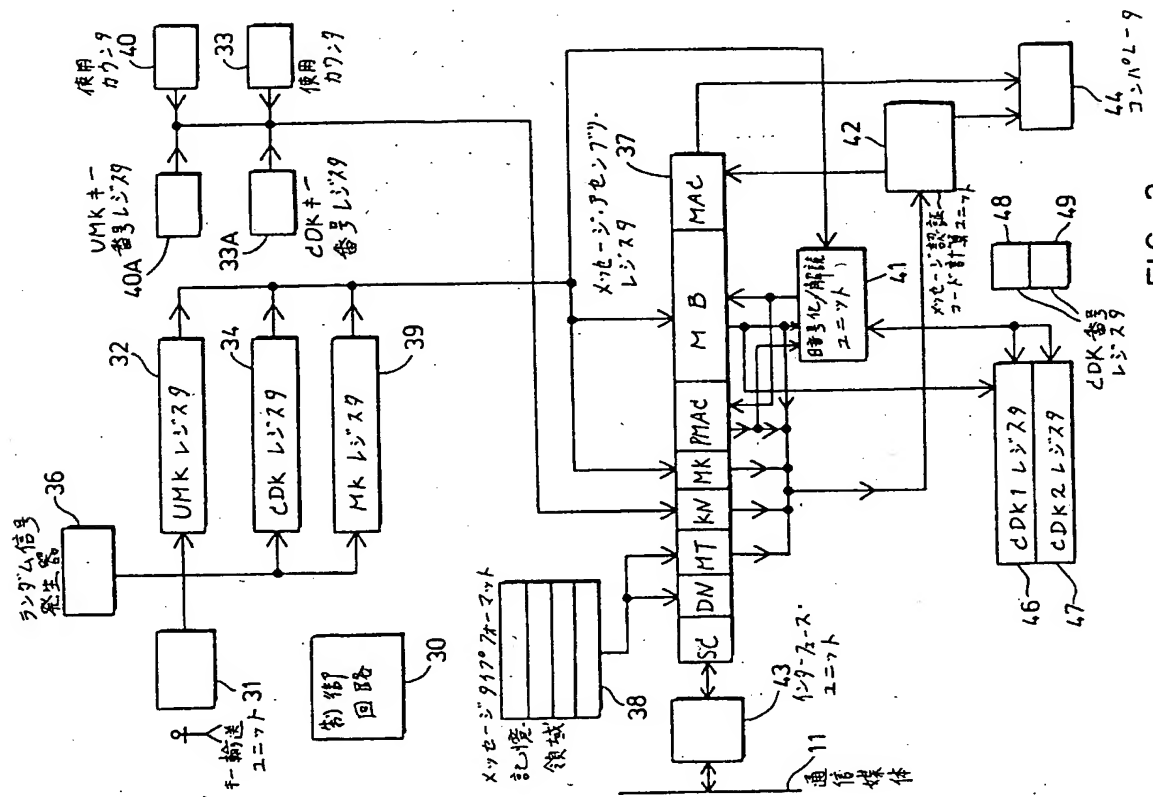 ランダム信号
発生器
36
31
キー輸送
ユニット
制御
回路
30
UMKレジスタ
32
CDKレジスタ
34
MKレジスタ
39
UMKキー
番号レジスタ
40A
CDKキー
番号レジスタ
33A
使用
カウンタ
40
使用
カウンタ
33
メッセージタイプフォーマット
記憶
領域
38
メッセージ・アセンブリ・
レジスタ
37
SC
DN
MT
KN
MK
PMAC
MB
MAC
43
インターフェース・
ユニット
11
通信媒体
暗号化/解読
ユニット
41
42
メッセージ認証
コード計算ユニット
44
コンパレータ
CDK1レジスタ
CDK2レジスタ
46
47
48
49
CDK番号
レジスタ